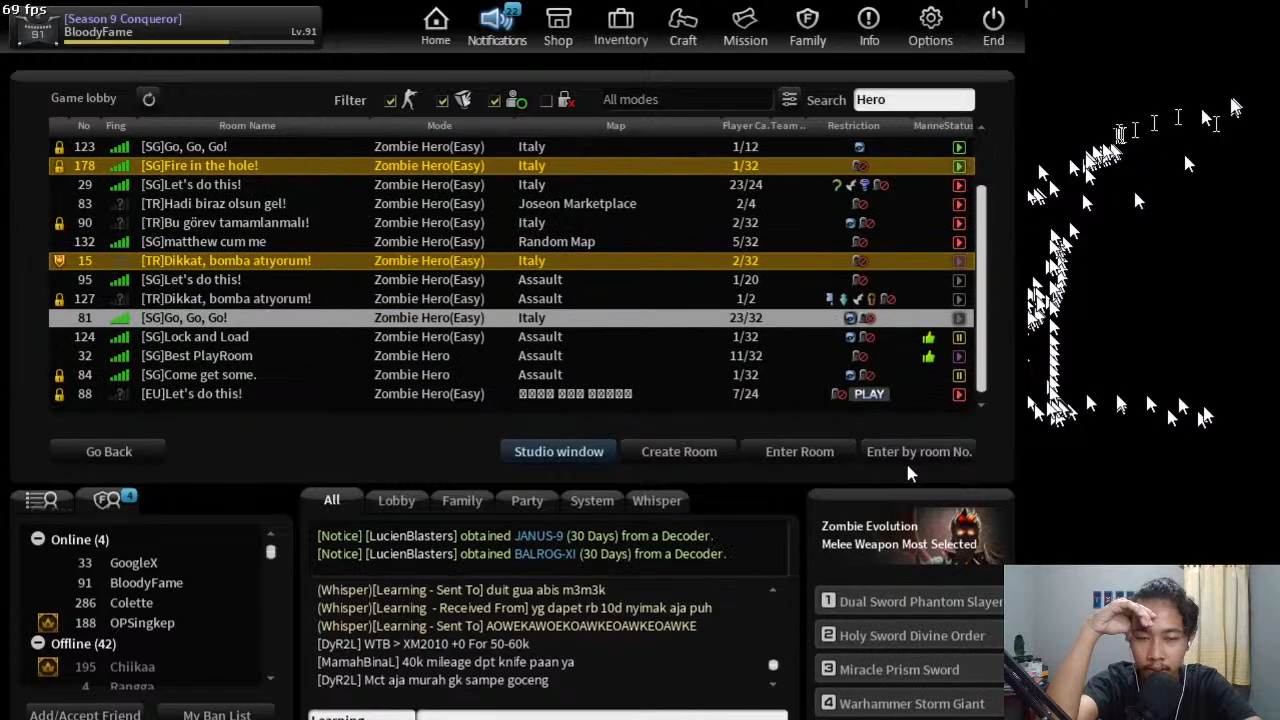 69 fps
[Season 9 Conqueror]
91 BloodyFame Lv.91
22
Home Notifications Shop Inventory Craft Mission Family Info Options End
Game lobby Filter All modes Search Hero
No Ping Room Name Mode Map Player Ca.. Team .. Restriction Manne Status
123 [SG]Go, Go, Go! Zombie Hero(Easy) Italy 1/12
178 [SG]Fire in the hole! Zombie Hero(Easy) Italy 1/32
29 [SG]Let's do this! Zombie Hero(Easy) Italy 23/24
83 [TR]Hadi biraz olsun gel! Zombie Hero(Easy) Joseon Marketplace 2/4
90 [TR]Bu görev tamamlanmalı! Zombie Hero(Easy) Italy 2/32
132 [SG]matthew cum me Zombie Hero(Easy) Random Map 5/32
15 [TR]Dikkat, bomba atıyorum! Zombie Hero(Easy) Italy 2/32
95 [SG]Let's do this! Zombie Hero(Easy) Assault 1/20
127 [TR]Dikkat, bomba atıyorum! Zombie Hero(Easy) Assault 1/2
81 [SG]Go, Go, Go! Zombie Hero(Easy) Italy 23/32
124 [SG]Lock and Load Zombie Hero(Easy) Assault 1/32
32 [SG]Best PlayRoom Zombie Hero Assault 11/32
84 [SG]Come get some. Zombie Hero(Easy) Assault 1/32
88 [EU]Let's do this! Zombie Hero(Easy) 7/24 PLAY
Go Back Studio window Create Room Enter Room Enter by room No.
4
All Lobby Family Party System Whisper
Online (4)
33 GoogleX
91 BloodyFame
286 Colette
188 OPSingkep
Offline (42)
195 Chiikaa
4 Rangga
Add/Accept Friend My Ban List
[Notice] [LucienBlasters] obtained JANUS-9 (30 Days) from a Decoder.
[Notice] [LucienBlasters] obtained BALROG-XI (30 Days) from a Decoder.
(Whisper)[Learning - Sent To] duit gua abis m3m3k
(Whisper)[Learning - Received From] yg dapet rb 10d nyimak aja puh
(Whisper)[Learning - Sent To] AOWEKAWOEKOAWKEOAWKEOAWKE
[DyR2L] WTB > XM2010 +0 For 50-60k
[MamahBinaL] 40k mileage dpt knife paan ya
[DyR2L] Mct aja murah gk sampe goceng
Learning
Zombie Evolution
Melee Weapon Most Selected
1 Dual Sword Phantom Slayer
2 Holy Sword Divine Order
3 Miracle Prism Sword
4 Warhammer Storm Giant